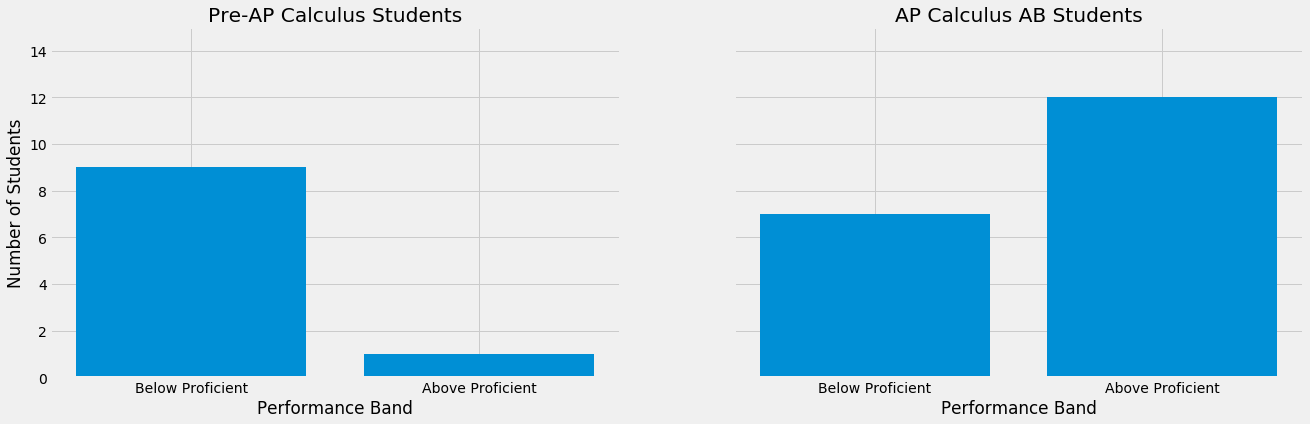 Pre-AP Calculus Students
AP Calculus AB Students
Number of Students
14
12
10
8
6
4
2
0
Below Proficient
Above Proficient
Below Proficient
Above Proficient
Performance Band
Performance Band